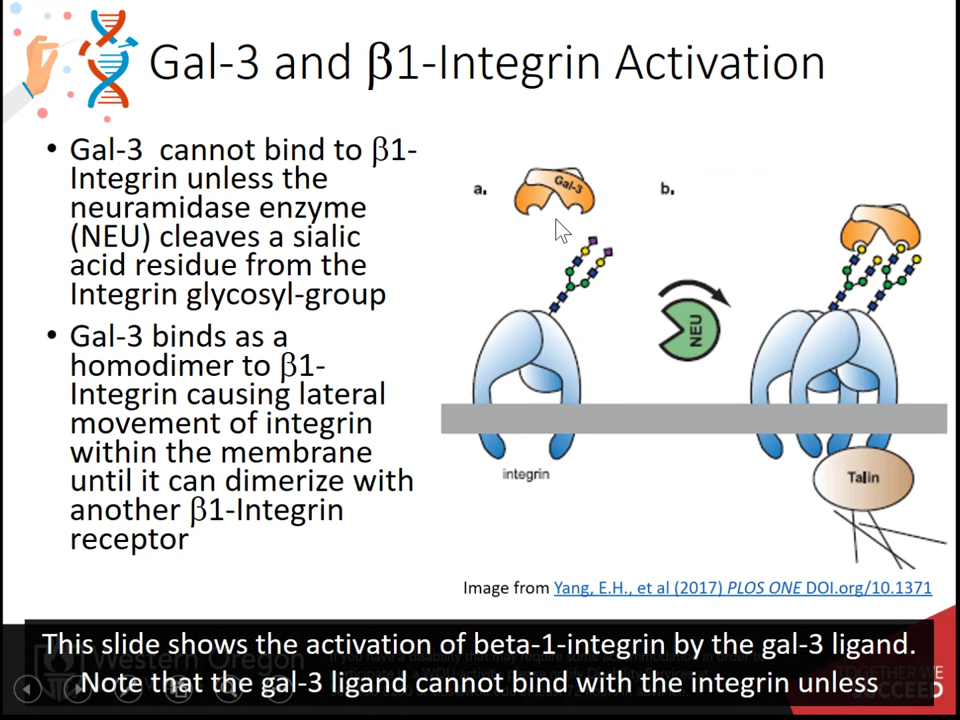 Gal-3 and β1-Integrin Activation
• Gal-3 cannot bind to β1-
Integrin unless the
neuramidase enzyme
(NEU) cleaves a sialic
acid residue from the
Integrin glycosyl-group
• Gal-3 binds as a
homodimer to β1-
Integrin causing lateral
movement of integrin
within the membrane
until it can dimerize with
another β1-Integrin
receptor
a.
Gal-3
b.
NEU
integrin
Talin
Image from Yang, E.H., et al (2017) PLOS ONE DOI.org/10.1371
This slide shows the activation of beta-1-integrin by the gal-3 ligand.
Note that the gal-3 ligand cannot bind with the integrin unless
Western Oregon
TOGETHER WE
SUCCEED